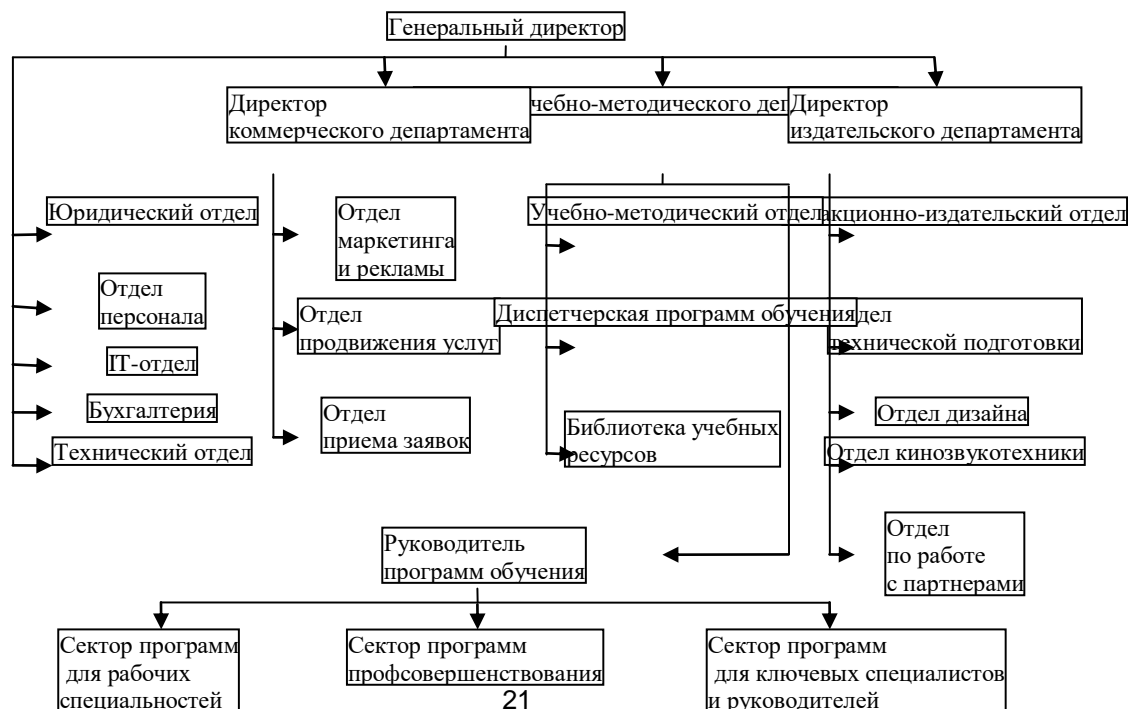 Генеральный директор
Директор
коммерческого департамента
чебно-методического де
Директор
издательского департамента
Юридический отдел
Отдел
маркетинга
и рекламы
Учебно-методический отдел
акционно-издательский отдел
Отдел
персонала
Отдел
продвижения услуг
Диспетчерская программ обучения
дел
технической подготовки
IT-отдел
Бухгалтерия
Отдел
приема заявок
Библиотека учебных
ресурсов
Отдел дизайна
Технический отдел
Отдел кинозвукотехники
Руководитель
программ обучения
Отдел
по работе
с партнерами
Сектор программ
для рабочих
специальностей
Сектор программ
профсовершенствования
Сектор программ
для ключевых специалистов
и руководителей
21